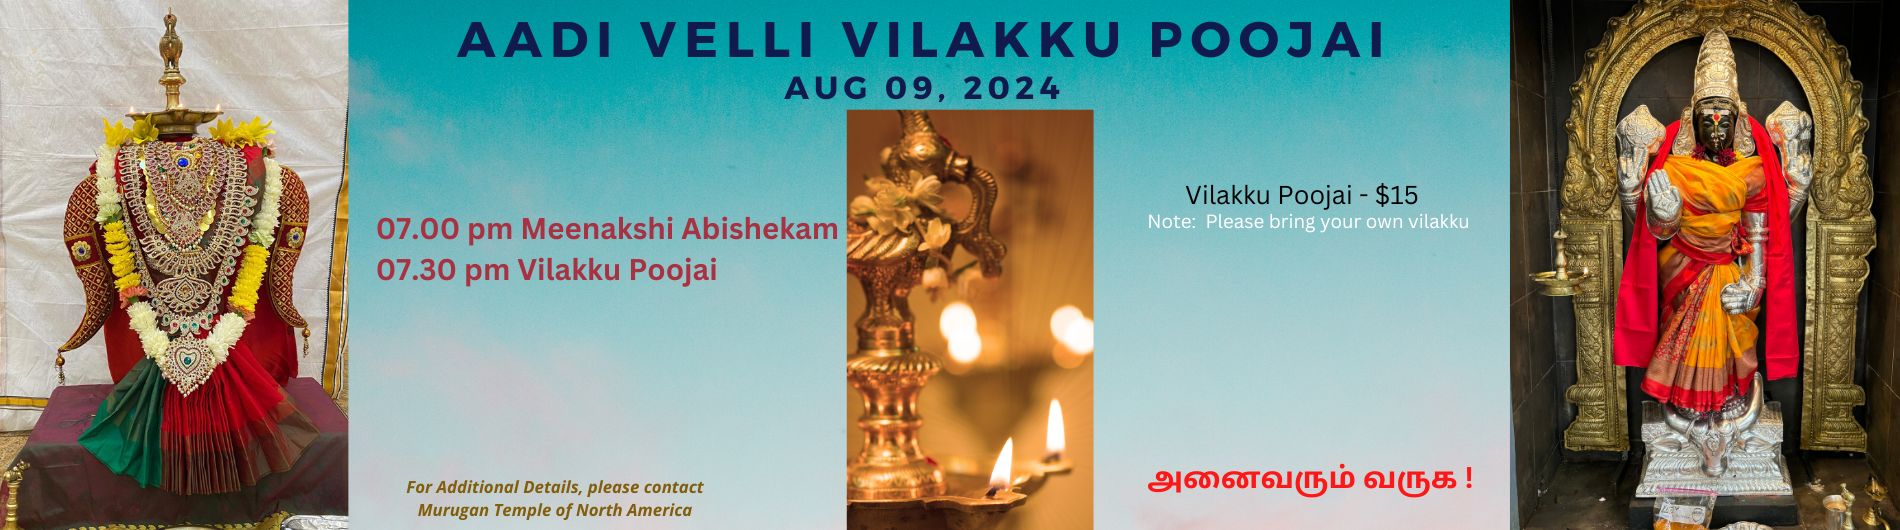 AADI VELLI VILAKKU POOJAI
AUG 09, 2024
07.00 pm Meenakshi Abishekam
07.30 pm Vilakku Poojai
Vilakku Poojai - $15
Note: Please bring your own vilakku
For Additional Details, please contact
Murugan Temple of North America
அனைவரும் வருக !